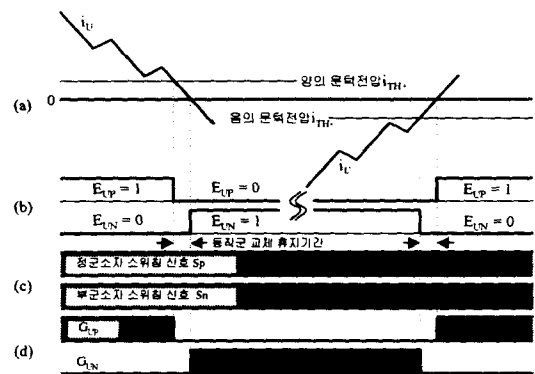 i_U
양의 문턱전압 i_TH+
0
(a)
음의 문턱전압 i_TH-
i_U
E_UP = 1
E_UP = 0
E_UP = 1
(b)
E_UN = 0
E_UN = 1
E_UN = 0
동작군 교체 휴지기간
정군소자 스위칭 신호 Sp
(c)
부군소자 스위칭 신호 Sn
G_UP
(d)
G_UN